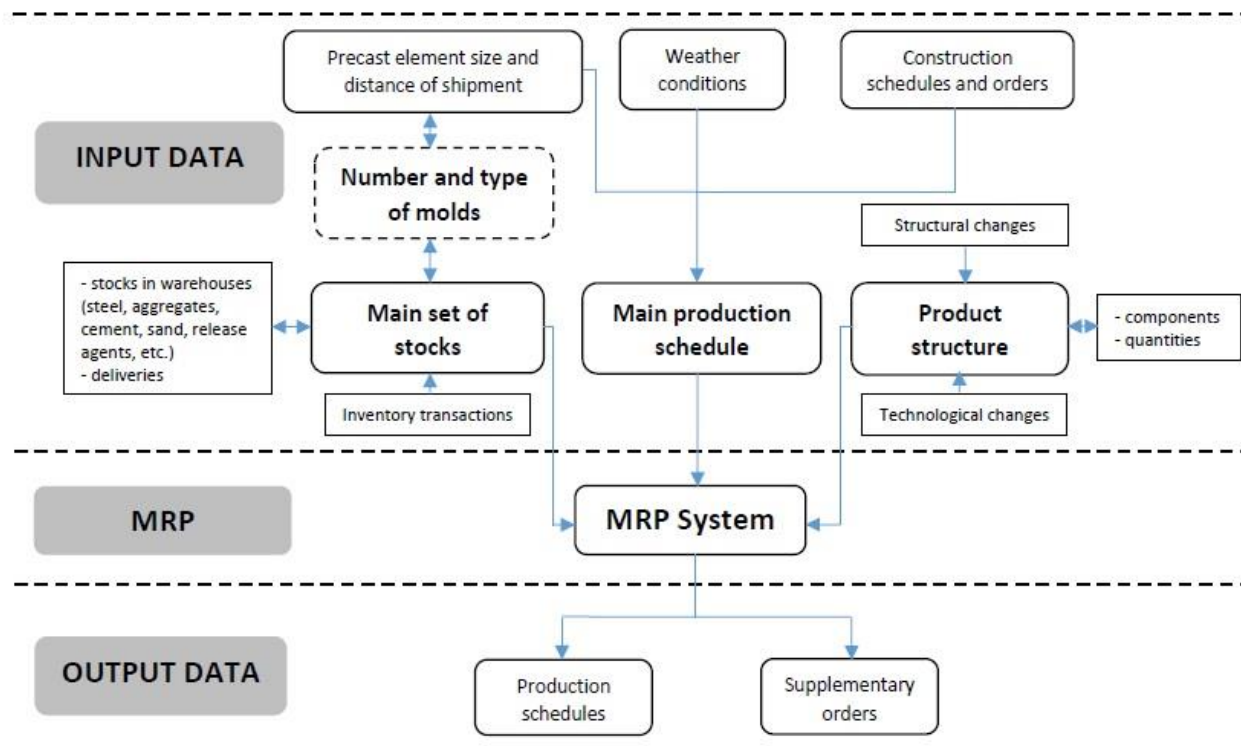 Precast element size and
distance of shipment
Weather
conditions
Construction
schedules and orders
INPUT DATA
Number and type
of molds
Structural changes
- stocks in warehouses
(steel, aggregates,
cement, sand, release
agents, etc.)
- deliveries
Main set of
stocks
Main production
schedule
Product
structure
- components
- quantities
Inventory transactions
Technological changes
MRP
MRP System
OUTPUT DATA
Production
schedules
Supplementary
orders